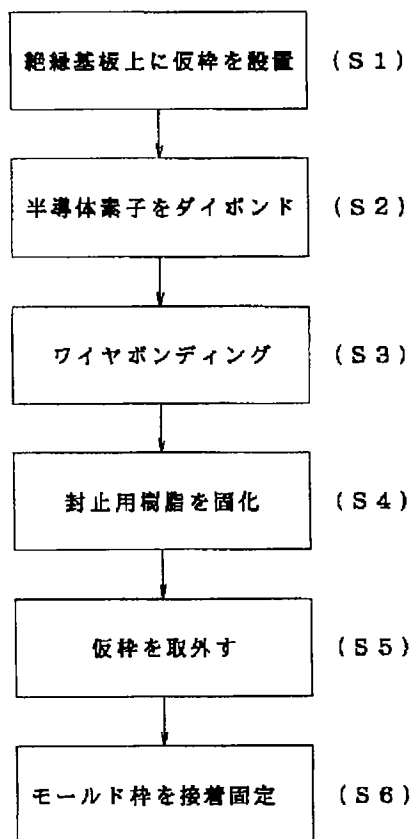 絶縁基板上に仮枠を設置 (S1)
半導体素子をダイボンド (S2)
ワイヤボンディング (S3)
封止用樹脂を固化 (S4)
仮枠を取外す (S5)
モールド枠を接着固定 (S6)